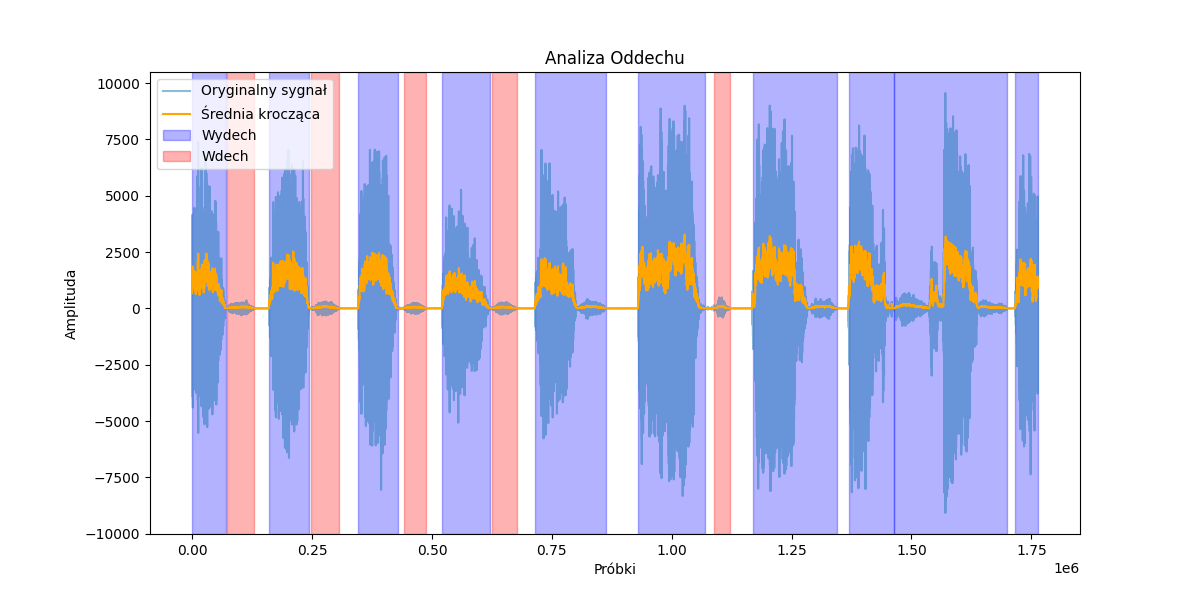 Analiza Oddechu
10000
7500
5000
2500
0
−2500
−5000
−7500
−10000
Amplituda
Oryginalny sygnał
Średnia krocząca
Wydech
Wdech
0.00 0.25 0.50 0.75 1.00 1.25 1.50 1.75
1e6
Próbki